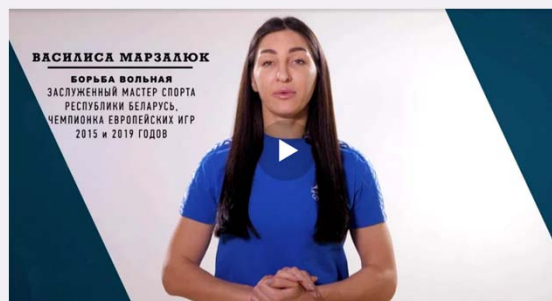 ВАСИЛИСА МАРЗАЛЮК
БОРЬБА ВОЛЬНАЯ
ЗАСЛУЖЕННЫЙ МАСТЕР СПОРТА
РЕСПУБЛИКИ БЕЛАРУСЬ,
ЧЕМПИОНКА ЕВРОПЕЙСКИХ ИГР
2015 и 2019 ГОДОВ